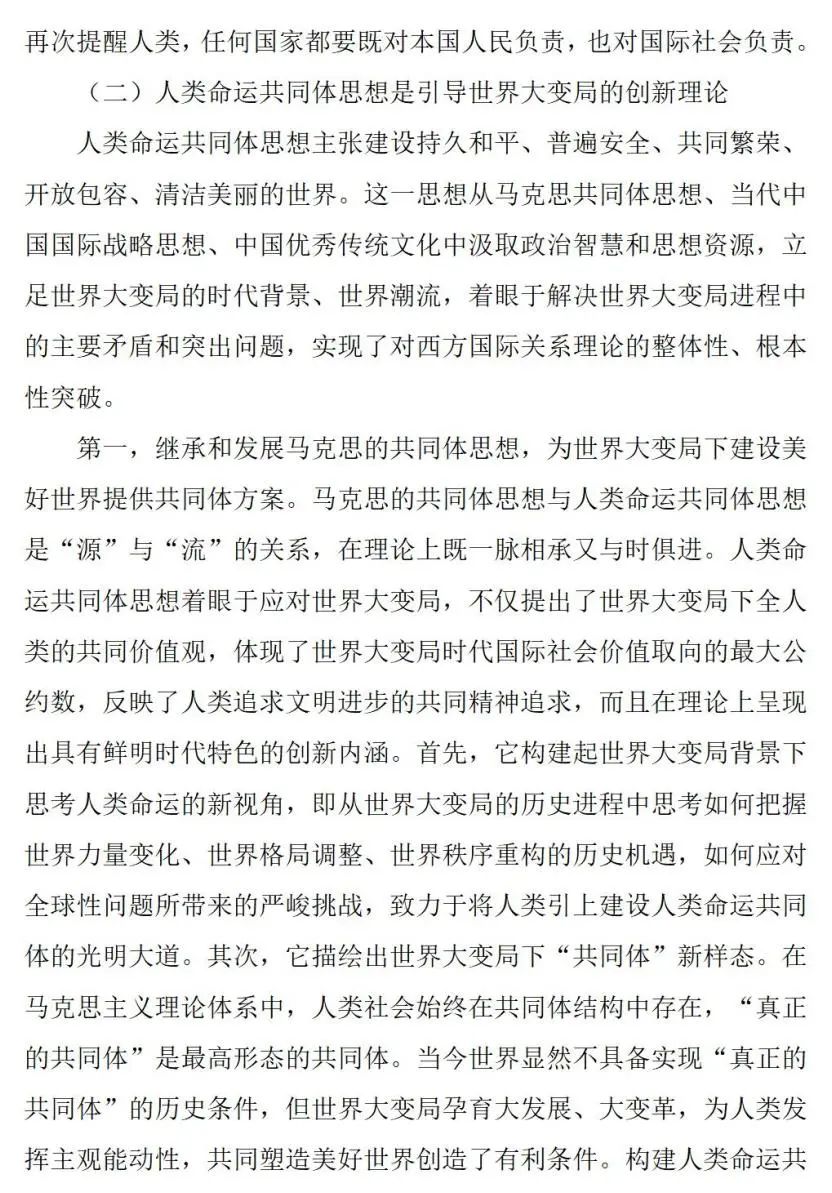 再次提醒人类，任何国家都要既对本国人民负责，也对国际社会负责。
（二）人类命运共同体思想是引导世界大变局的创新理论
人类命运共同体思想主张建设持久和平、普遍安全、共同繁荣、
开放包容、清洁美丽的世界。这一思想从马克思共同体思想、当代中
国国际战略思想、中国优秀传统文化中汲取政治智慧和思想资源，立
足世界大变局的时代背景、世界潮流，着眼于解决世界大变局进程中
的主要矛盾和突出问题，实现了对西方国际关系理论的整体性、根本
性突破。
第一，继承和发展马克思的共同体思想，为世界大变局下建设美
好世界提供共同体方案。马克思的共同体思想与人类命运共同体思想
是“源”与“流”的关系，在理论上既一脉相承又与时俱进。人类命
运共同体思想着眼于应对世界大变局，不仅提出了世界大变局下全人
类的共同价值观，体现了世界大变局时代国际社会价值取向的最大公
约数，反映了人类追求文明进步的共同精神追求，而且在理论上呈现
出具有鲜明时代特色的创新内涵。首先，它构建起世界大变局背景下
思考人类命运的新视角，即从世界大变局的历史进程中思考如何把握
世界力量变化、世界格局调整、世界秩序重构的历史机遇，如何应对
全球性问题所带来的严峻挑战，致力于将人类引上建设人类命运共同
体的光明大道。其次，它描绘出世界大变局下“共同体”新样态。在
马克思主义理论体系中，人类社会始终在共同体结构中存在，“真正
的共同体”是最高形态的共同体。当今世界显然不具备实现“真正的
共同体”的历史条件，但世界大变局孕育大发展、大变革，为人类发
挥主观能动性，共同塑造美好世界创造了有利条件。构建人类命运共